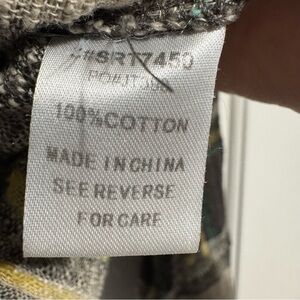 #SRT7450
100%COTTON
MADE IN CHINA
SEE REVERSE
FOR CARE